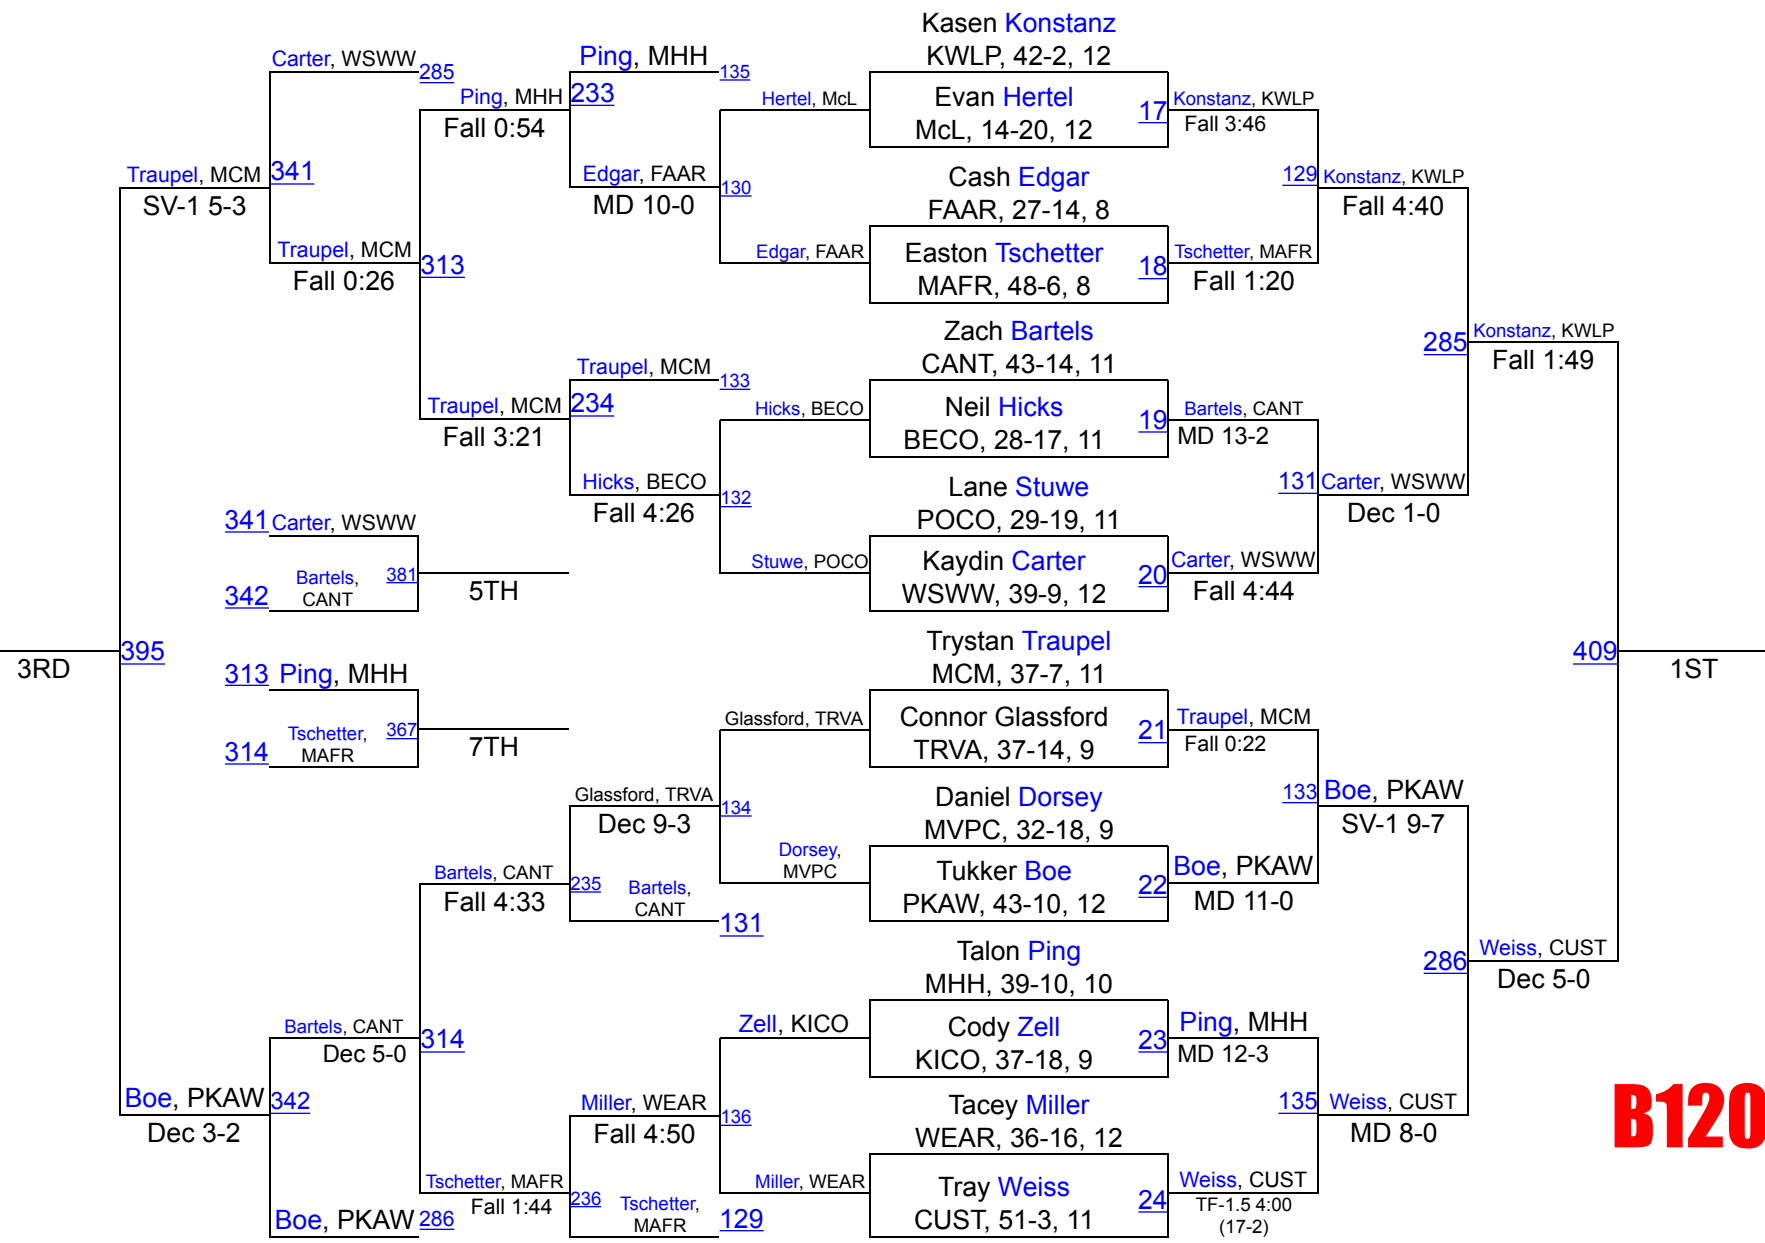 Kasen Konstanz
KWLP, 42-2, 12
Evan Hertel
McL, 14-20, 12
Cash Edgar
FAAR, 27-14, 8
Easton Tschetter
MAFR, 48-6, 8
Zach Bartels
CANT, 43-14, 11
Neil Hicks
BECO, 28-17, 11
Lane Stuwe
POCO, 29-19, 11
Kaydin Carter
WSWW, 39-9, 12
Trystan Traupel
MCM, 37-7, 11
Connor Glassford
TRVA, 37-14, 9
Daniel Dorsey
MVPC, 32-18, 9
Tukker Boe
PKAW, 43-10, 12
Talon Ping
MHH, 39-10, 10
Cody Zell
KICO, 37-18, 9
Tacey Miller
WEAR, 36-16, 12
Tray Weiss
CUST, 51-3, 11
17
Konstanz, KWLP
Fall 3:46
18
Tschetter, MAFR
Fall 1:20
19
Bartels, CANT
MD 13-2
20
Carter, WSWW
Fall 4:44
21
Traupel, MCM
Fall 0:22
22
Boe, PKAW
MD 11-0
23
Ping, MHH
MD 12-3
24
Weiss, CUST
TF-1.5 4:00
(17-2)
129
Konstanz, KWLP
Fall 4:40
131
Carter, WSWW
Dec 1-0
133
Boe, PKAW
SV-1 9-7
135
Weiss, CUST
MD 8-0
285
Konstanz, KWLP
Fall 1:49
286
Weiss, CUST
Dec 5-0
409
1ST
Hertel, McL
Edgar, FAAR
Hicks, BECO
Stuwe, POCO
Glassford, TRVA
Dorsey,
MVPC
Zell, KICO
Miller, WEAR
Ping, MHH
135
Edgar, FAAR
130
MD 10-0
Traupel, MCM
133
Hicks, BECO
132
Fall 4:26
Glassford, TRVA
134
Dec 9-3
Bartels,
CANT
131
Miller, WEAR
136
Fall 4:50
Tschetter,
MAFR
129
Ping, MHH
233
Fall 0:54
Traupel, MCM
234
Fall 3:21
Bartels, CANT
235
Fall 4:33
Tschetter, MAFR
236
Fall 1:44
Carter, WSWW
285
Traupel, MCM
313
Fall 0:26
Bartels, CANT
314
Dec 5-0
Boe, PKAW
286
Traupel, MCM
341
SV-1 5-3
Boe, PKAW
342
Dec 3-2
395
3RD
341
Carter, WSWW
342
Bartels,
CANT
381
5TH
313
Ping, MHH
314
Tschetter,
MAFR
367
7TH
B120